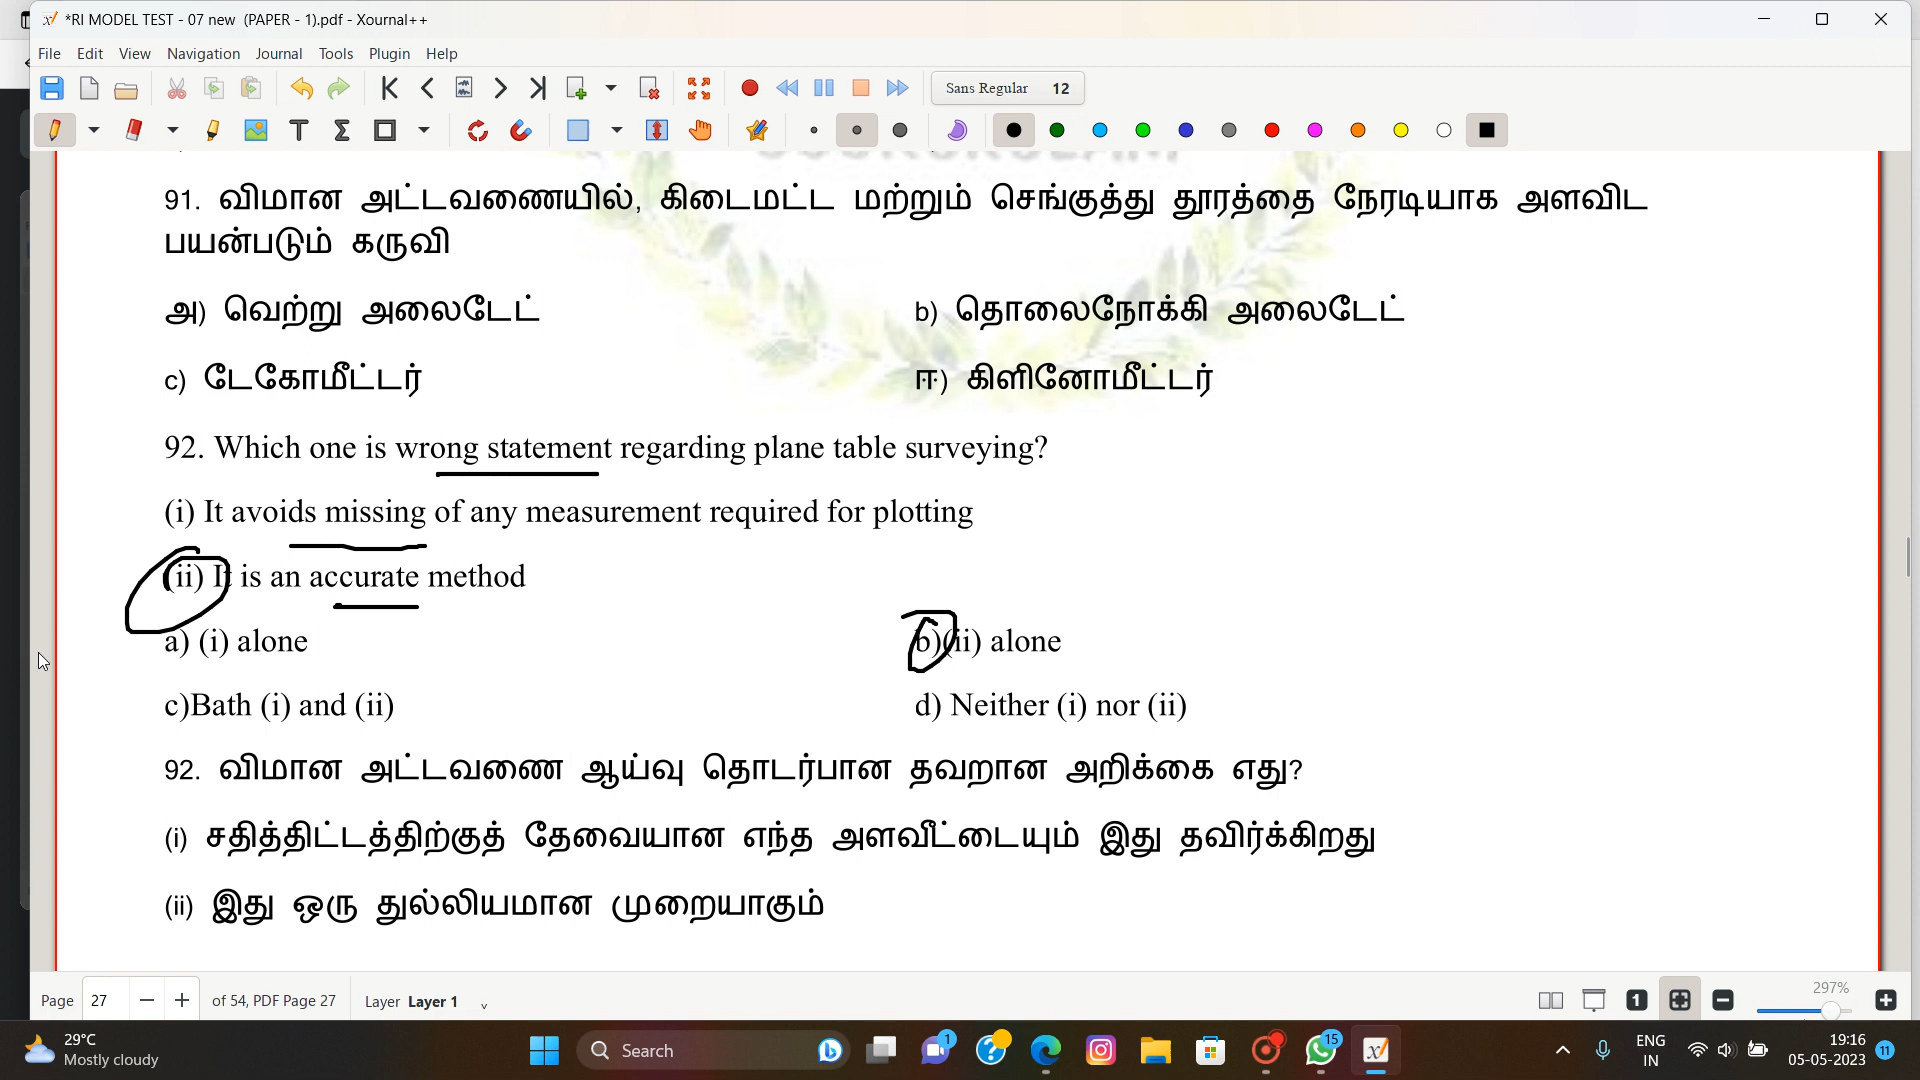 *RI MODEL TEST - 07 new (PAPER - 1).pdf - Xournal++
File Edit View Navigation Journal Tools Plugin Help
Sans Regular 12
91. விமான அட்டவணையில், கிடைமட்ட மற்றும் செங்குத்து தூரத்தை நேரடியாக அளவிட
பயன்படும் கருவி
அ) வெற்று அலைடேட்
b) தொலைநோக்கி அலைடேட்
c) டேகோமீட்டர்
ஈ) கிளினோமீட்டர்
92. Which one is wrong statement regarding plane table surveying?
(i) It avoids missing of any measurement required for plotting
(ii) It is an accurate method
a) (i) alone
b)(ii) alone
c)Bath (i) and (ii)
d) Neither (i) nor (ii)
92. விமான அட்டவணை ஆய்வு தொடர்பான தவறான அறிக்கை எது?
(i) சதித்திட்டத்திற்குத் தேவையான எந்த அளவீட்டையும் இது தவிர்க்கிறது
(ii) இது ஒரு துல்லியமான முறையாகும்
Page 27 of 54, PDF Page 27 Layer Layer 1
297%
29°C
Mostly cloudy
Search
1
15
ENG
IN
19:16
05-05-2023
11